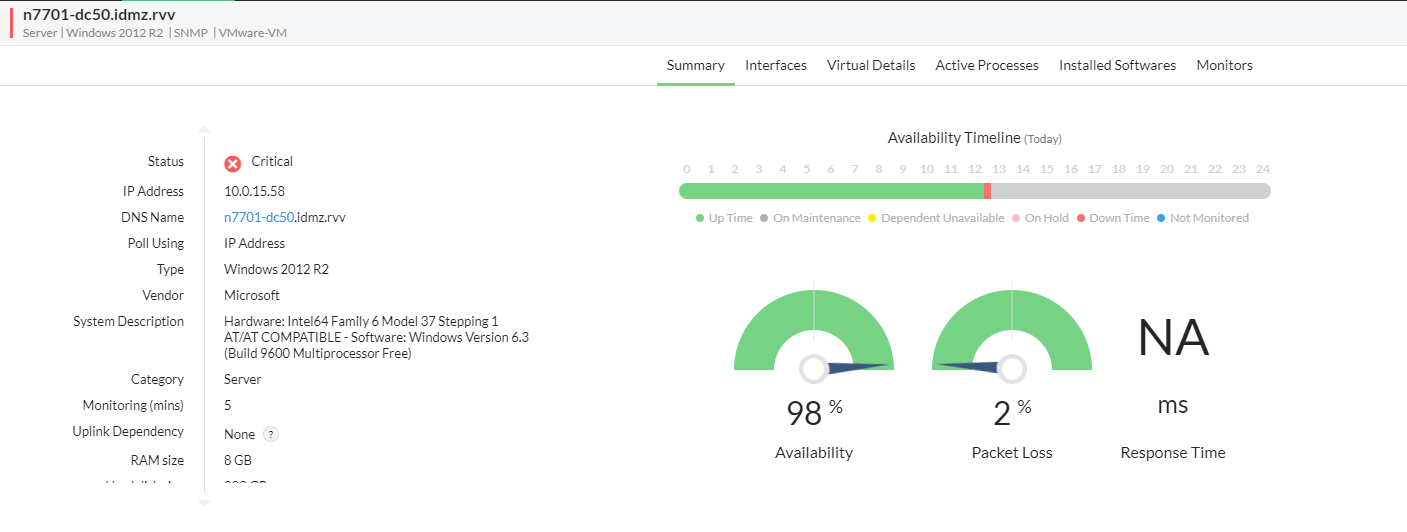 n7701-dc50.idmz.rvv
Server | Windows 2012 R2 | SNMP | VMware-VM
Summary Interfaces Virtual Details Active Processes Installed Softwares Monitors
Status Critical
IP Address 10.0.15.58
DNS Name n7701-dc50.idmz.rvv
Poll Using IP Address
Type Windows 2012 R2
Vendor Microsoft
System Description Hardware: Intel64 Family 6 Model 37 Stepping 1
AT/AT COMPATIBLE - Software: Windows Version 6.3
(Build 9600 Multiprocessor Free)
Category Server
Monitoring (mins) 5
Uplink Dependency None ?
RAM size 8 GB
Availability Timeline (Today)
0 1 2 3 4 5 6 7 8 9 10 11 12 13 14 15 16 17 18 19 20 21 22 23 24
Up Time On Maintenance Dependent Unavailable On Hold Down Time Not Monitored
98 % 2 % NA
ms
Availability Packet Loss Response Time